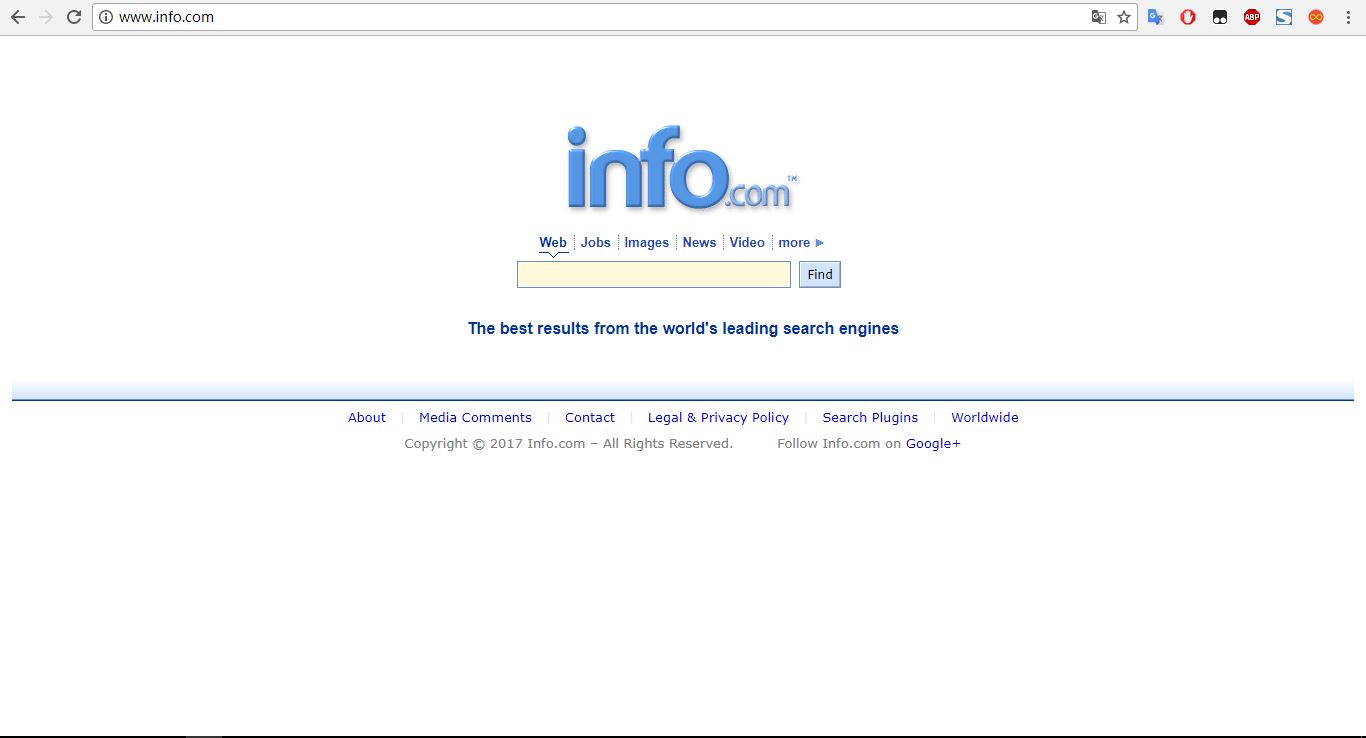 www.info.com
ABP
info.com™
Web Jobs Images News Video more ►
Find
The best results from the world's leading search engines
About | Media Comments | Contact | Legal & Privacy Policy | Search Plugins | Worldwide
Copyright © 2017 Info.com – All Rights Reserved. Follow Info.com on Google+